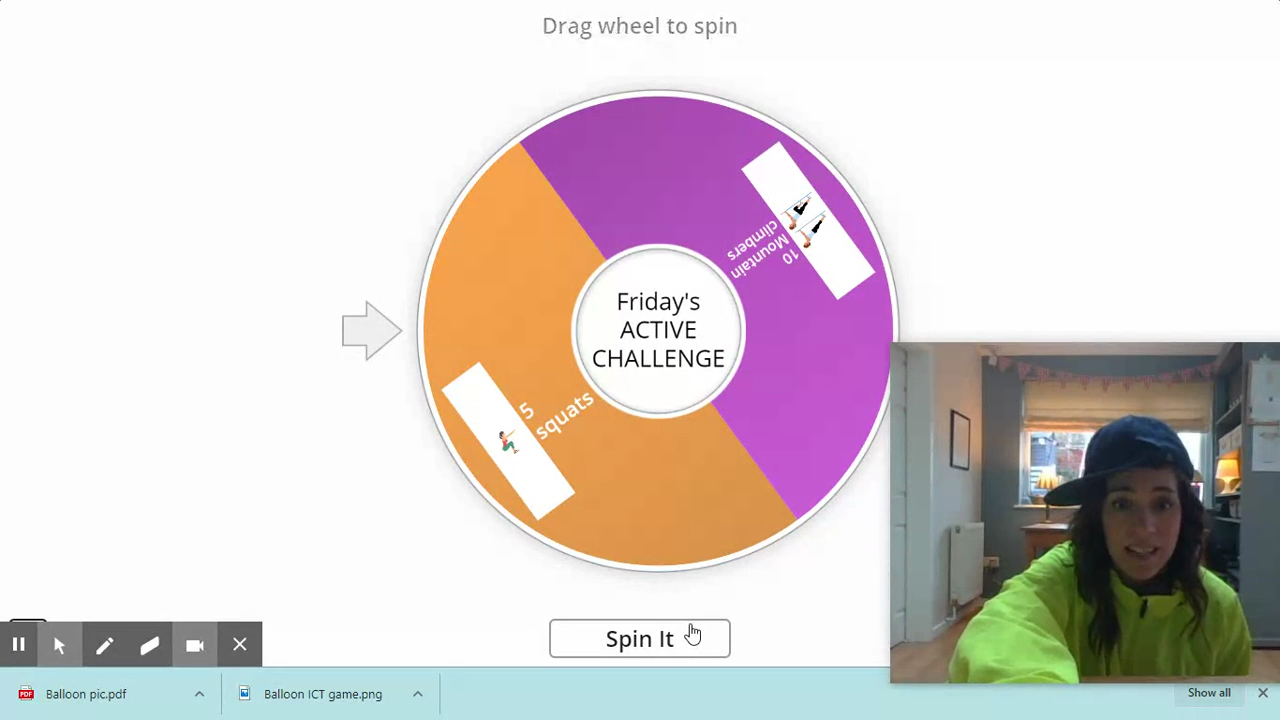 Drag wheel to spin
10
Mountain
climbers
Friday's
ACTIVE
CHALLENGE
5
squats
Spin It
Balloon pic.pdf
Balloon ICT game.png
Show all